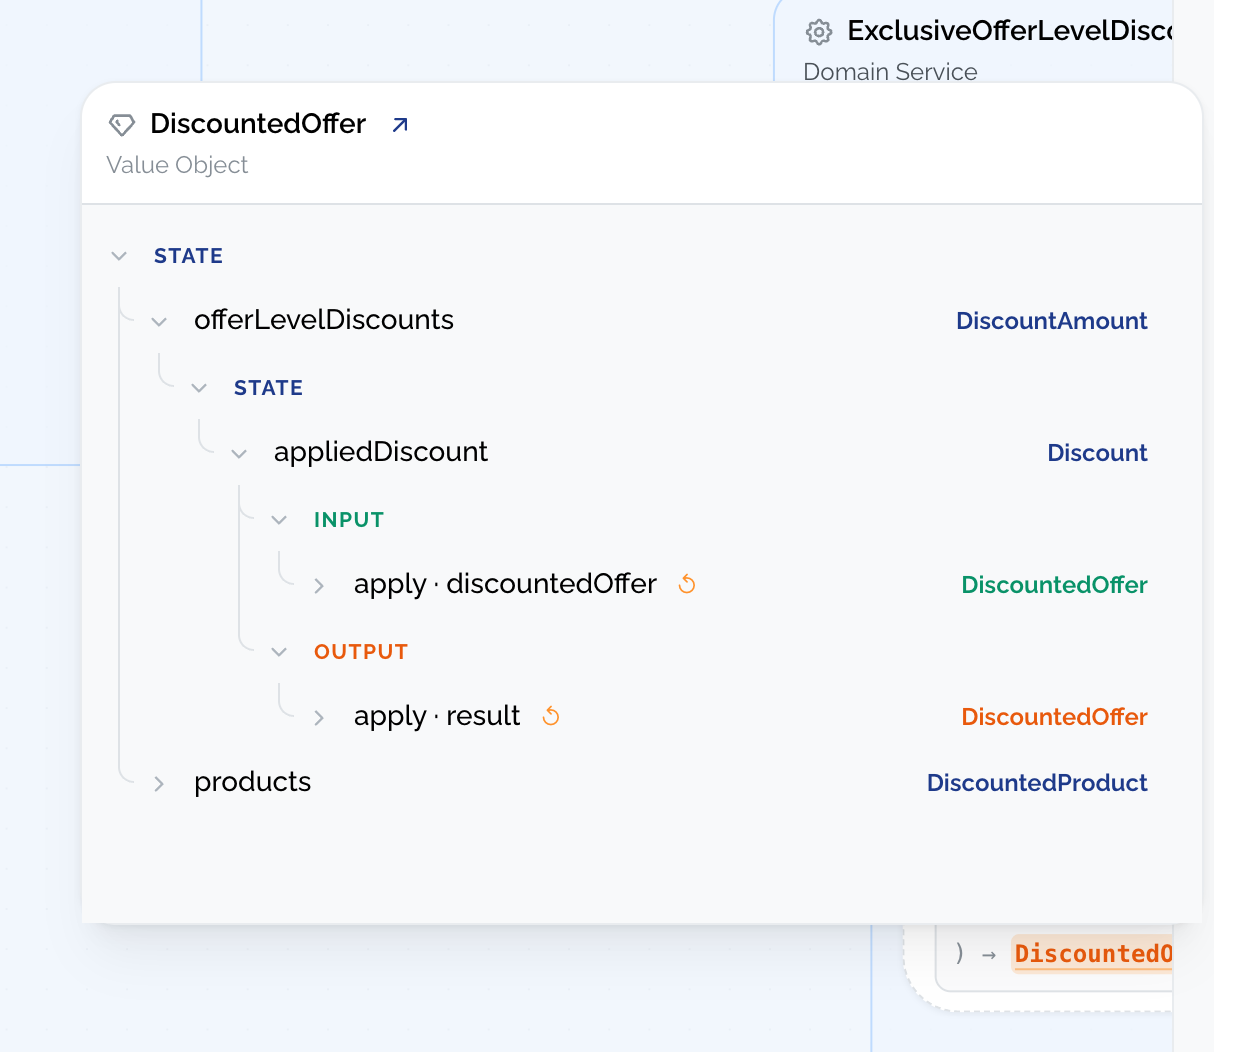 ExclusiveOfferLevelDisc
Domain Service
DiscountedOffer
Value Object
STATE
offerLevelDiscounts DiscountAmount
STATE
appliedDiscount Discount
INPUT
apply · discountedOffer DiscountedOffer
OUTPUT
apply · result DiscountedOffer
products DiscountedProduct
) → DiscountedO